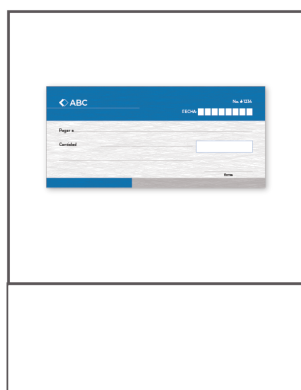 ABC
No. # 1234
FECHA:
Pagar a
Cantidad
Firma